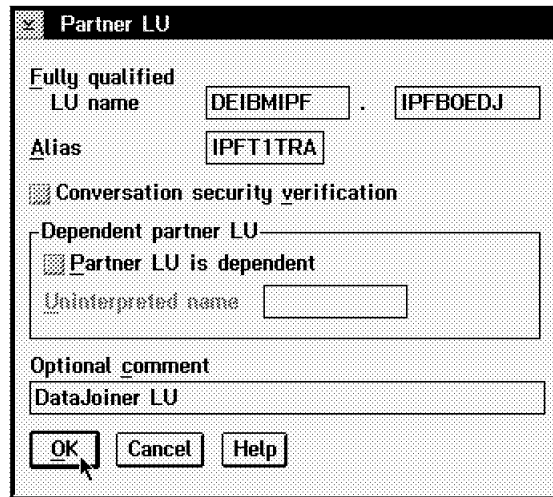 Partner LU
Fully qualified
LU name DEIBMIPF . IPFBOEDJ
Alias IPFT1TRA
Conversation security verification
Dependent partner LU
Partner LU is dependent
Uninterpreted name
Optional comment
DataJoiner LU
OK Cancel Help